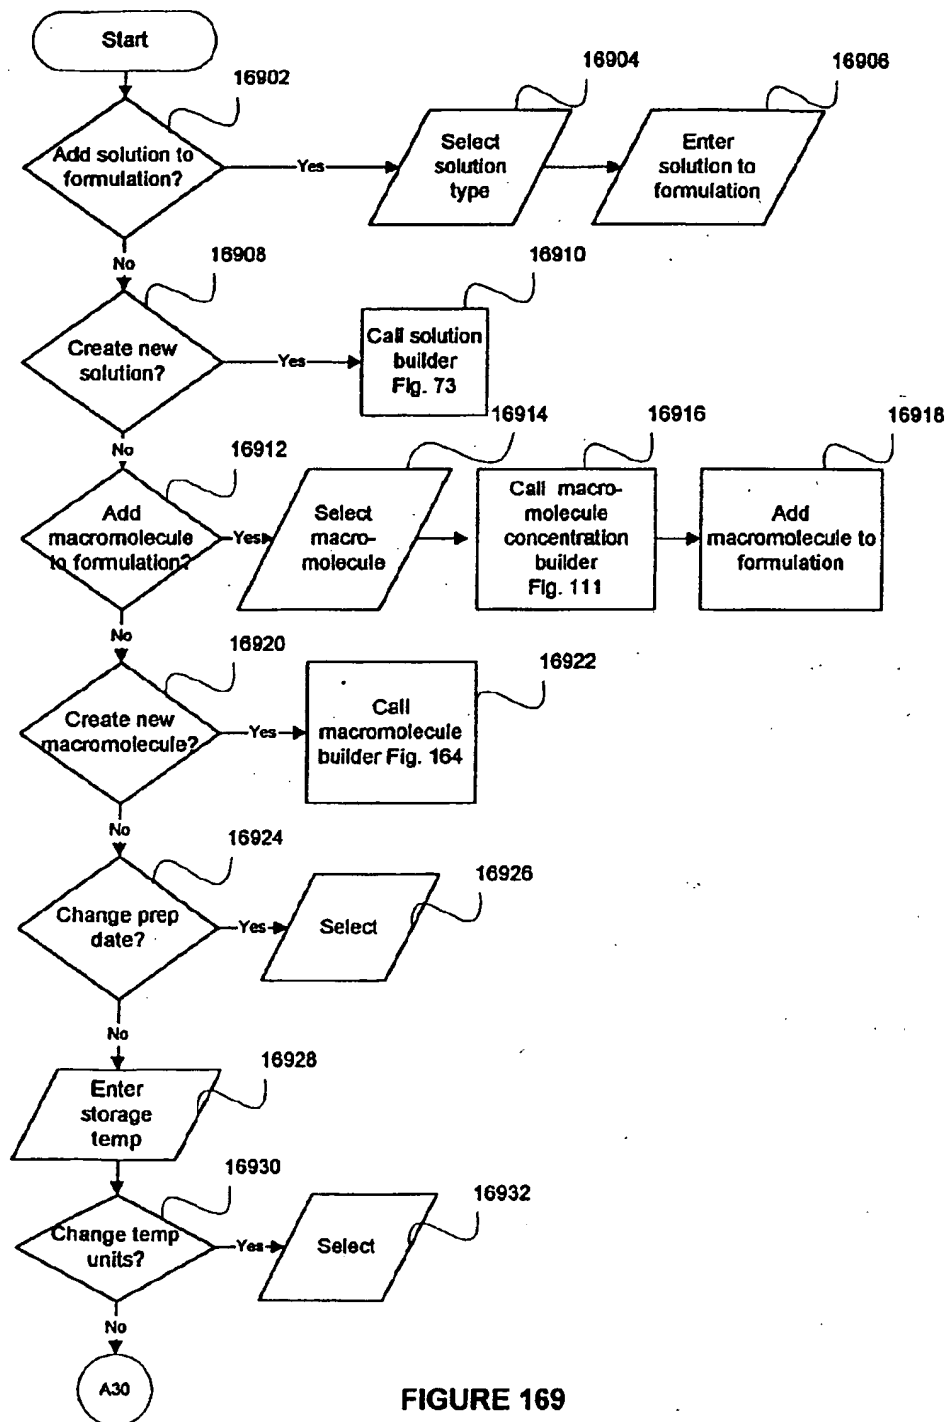 Start
16902
Add solution to
formulation?
Yes
16904
Select
solution
type
16906
Enter
solution to
formulation
No
16908
Create new
solution?
Yes
16910
Call solution
builder
Fig. 73
No
16912
Add
macromolecule
to formulation?
Yes
16914
Select
macro-
molecule
16916
Call macro-
molecule
concentration
builder
Fig. 111
16918
Add
macromolecule to
formulation
No
16920
Create new
macromolecule?
Yes
16922
Call
macromolecule
builder Fig. 164
No
16924
Change prep
date?
Yes
16926
Select
No
16928
Enter
storage
temp
16930
Change temp
units?
Yes
16932
Select
No
A30
FIGURE 169